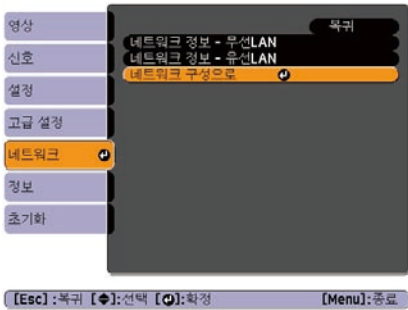 영상
신호
설정
고급 설정
네트워크
정보
초기화
복귀
네트워크 정보 - 무선LAN
네트워크 정보 - 유선LAN
네트워크 구성으로
[Esc] :복귀 [◆]:선택 [↵]:확정 [Menu]:종료